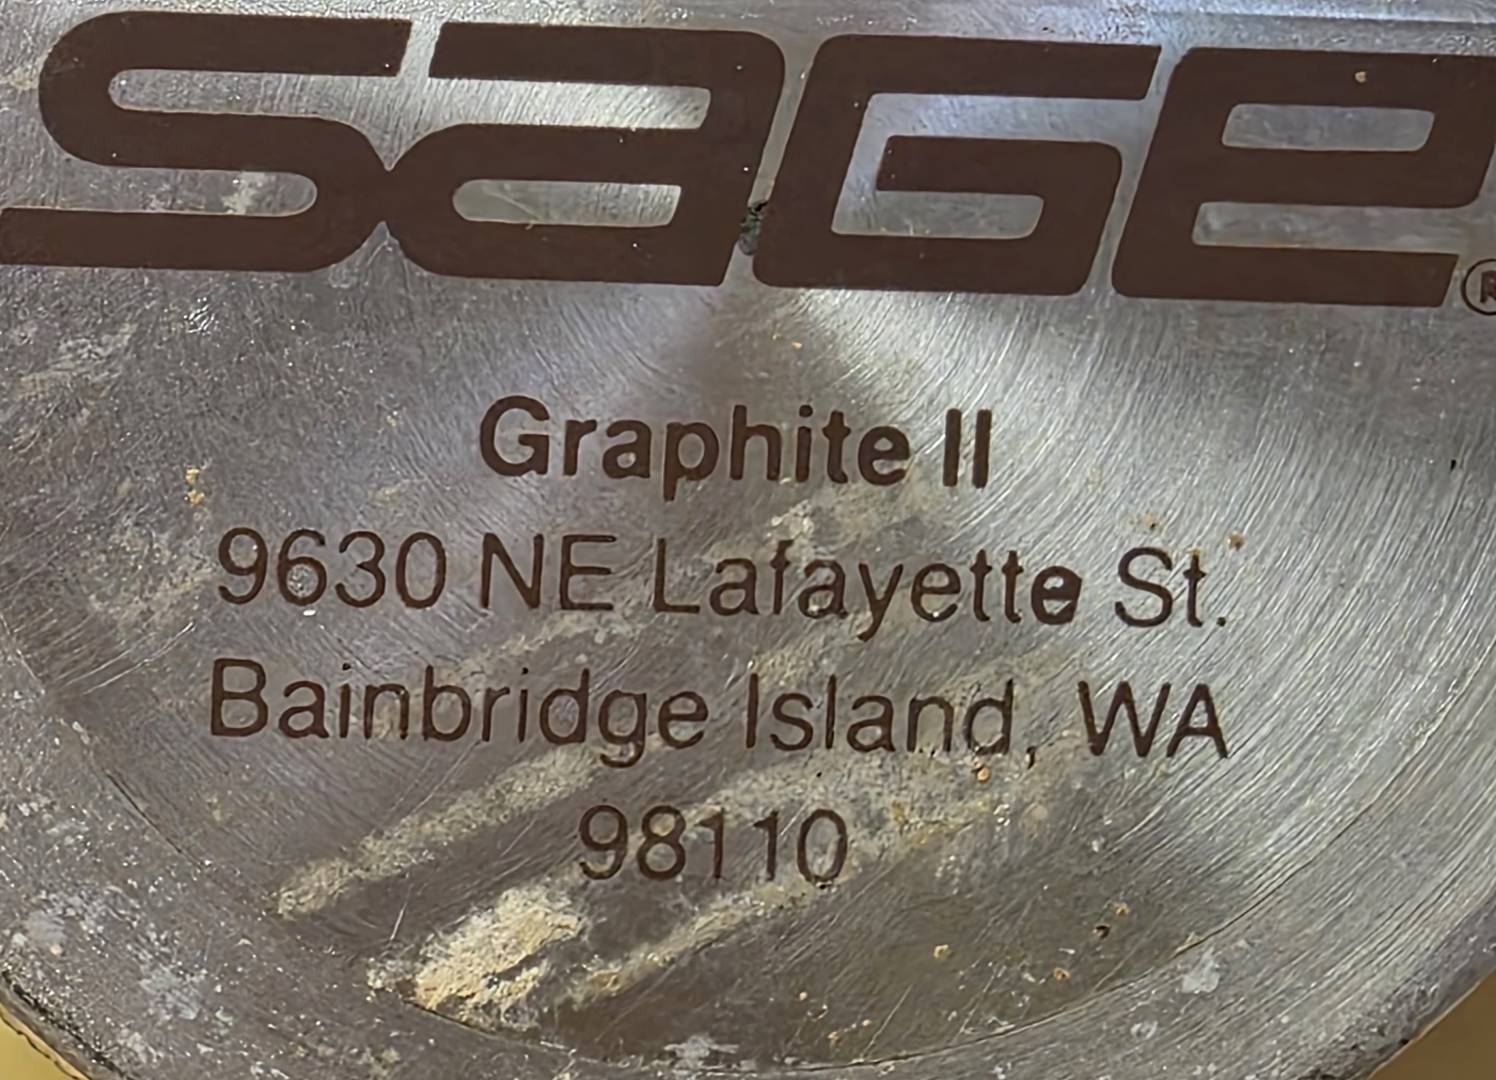 SaGe®
Graphite II
9630 NE Lafayette St.
Bainbridge Island, WA
98110